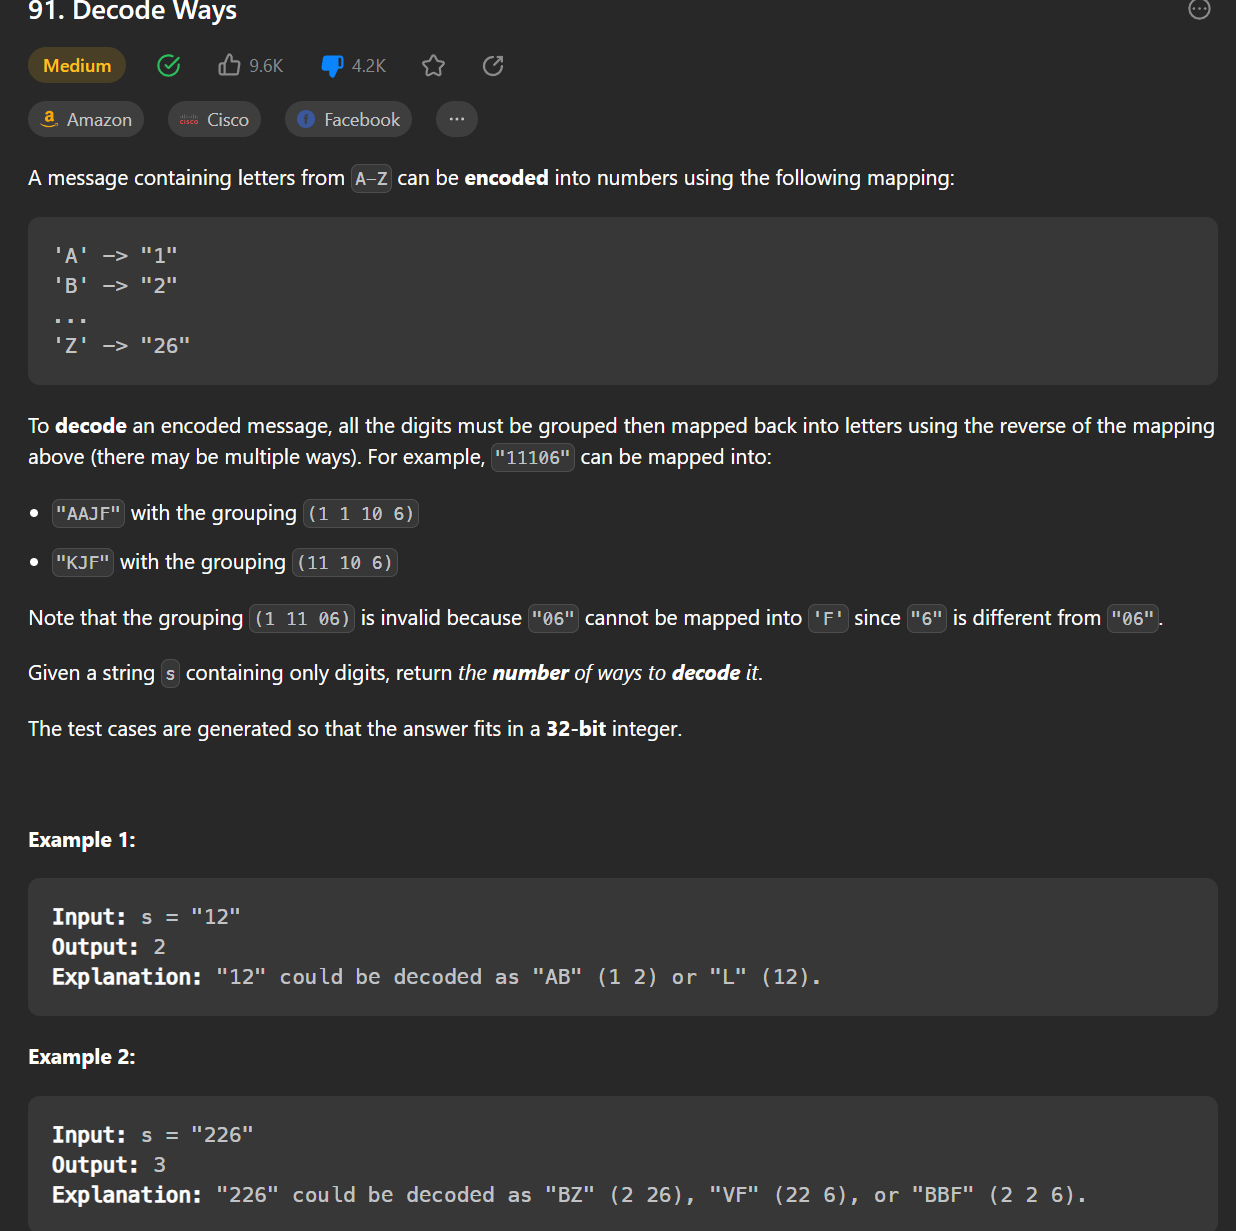 91. Decode Ways
Medium 9.6K 4.2K
Amazon Cisco Facebook ...
A message containing letters from A-Z can be encoded into numbers using the following mapping:
'A' -> "1"
'B' -> "2"
...
'Z' -> "26"
To decode an encoded message, all the digits must be grouped then mapped back into letters using the reverse of the mapping
above (there may be multiple ways). For example, "11106" can be mapped into:
• "AAJF" with the grouping (1 1 10 6)
• "KJF" with the grouping (11 10 6)
Note that the grouping (1 11 06) is invalid because "06" cannot be mapped into 'F' since "6" is different from "06".
Given a string s containing only digits, return the number of ways to decode it.
The test cases are generated so that the answer fits in a 32-bit integer.
Example 1:
Input: s = "12"
Output: 2
Explanation: "12" could be decoded as "AB" (1 2) or "L" (12).
Example 2:
Input: s = "226"
Output: 3
Explanation: "226" could be decoded as "BZ" (2 26), "VF" (22 6), or "BBF" (2 2 6).